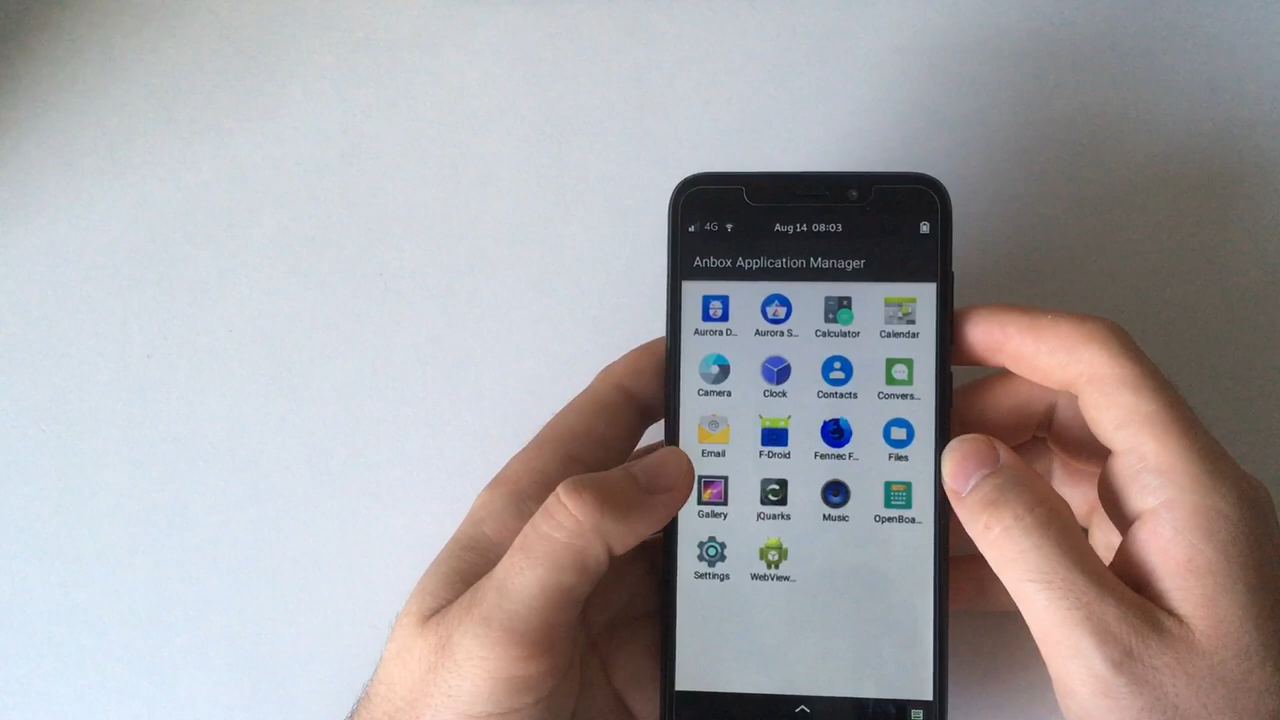 4G Aug 14 08:03
Anbox Application Manager
Aurora D... Aurora S... Calculator Calendar
Camera Clock Contacts Convers...
Email F-Droid Fennec F... Files
Gallery jQuarks Music OpenBoa...
Settings WebView...